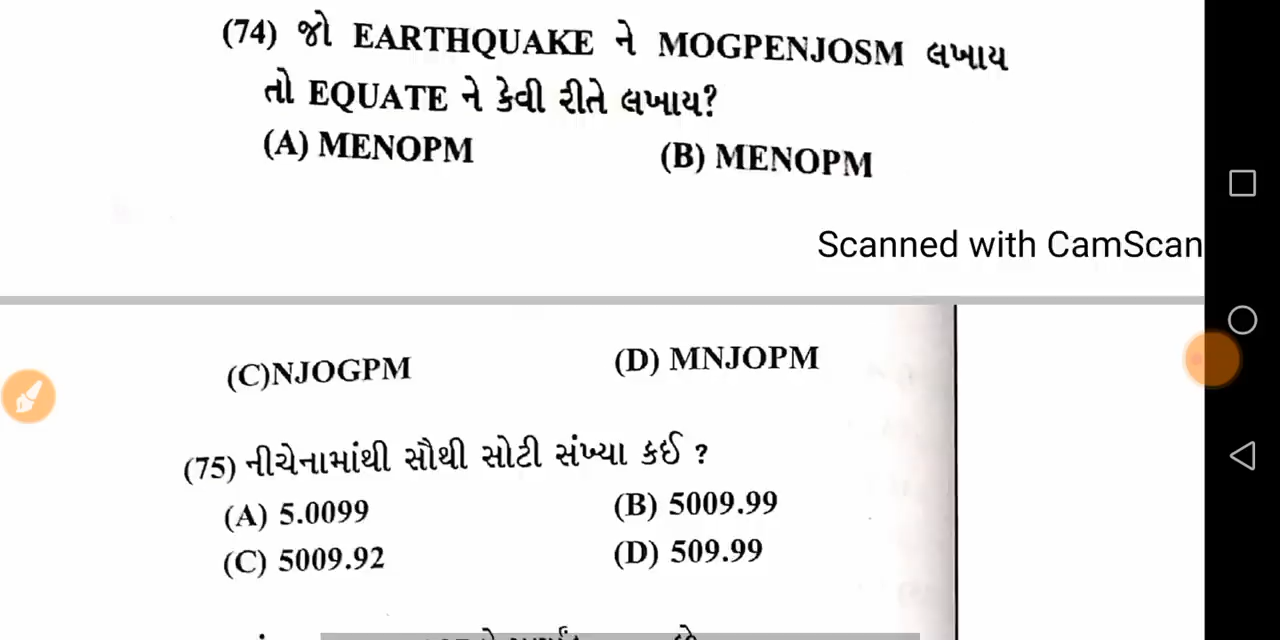 (74) જો EARTHQUAKE ને MOGPENJOSM લખાય
તો EQUATE ને કેવી રીતે લખાય?
(A) MENOPM (B) MENOPM
Scanned with CamScan
(C)NJOGPM (D) MNJOPM
(75) નીચેનામાંથી સૌથી સોટી સંખ્યા કઈ ?
(A) 5.0099 (B) 5009.99
(C) 5009.92 (D) 509.99